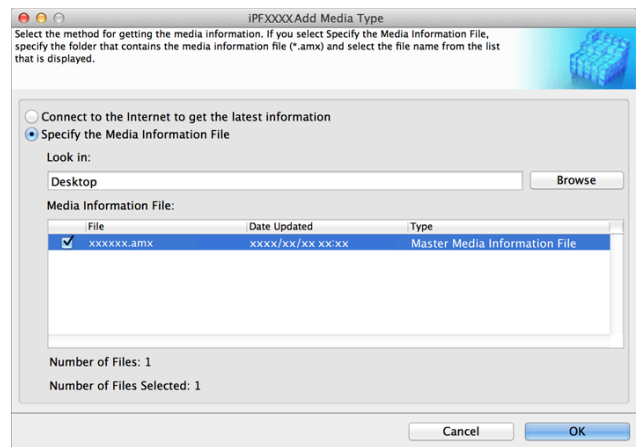 iPFXXXX Add Media Type
Select the method for getting the media information. If you select Specify the Media Information File,
specify the folder that contains the media information file (*.amx) and select the file name from the list
that is displayed.
Connect to the Internet to get the latest information
Specify the Media Information File
Look in:
Desktop Browse
Media Information File:
File Date Updated Type
xxxxxx.amx xxxx/xx/xx xx:xx Master Media Information File
Number of Files: 1
Number of Files Selected: 1
Cancel OK